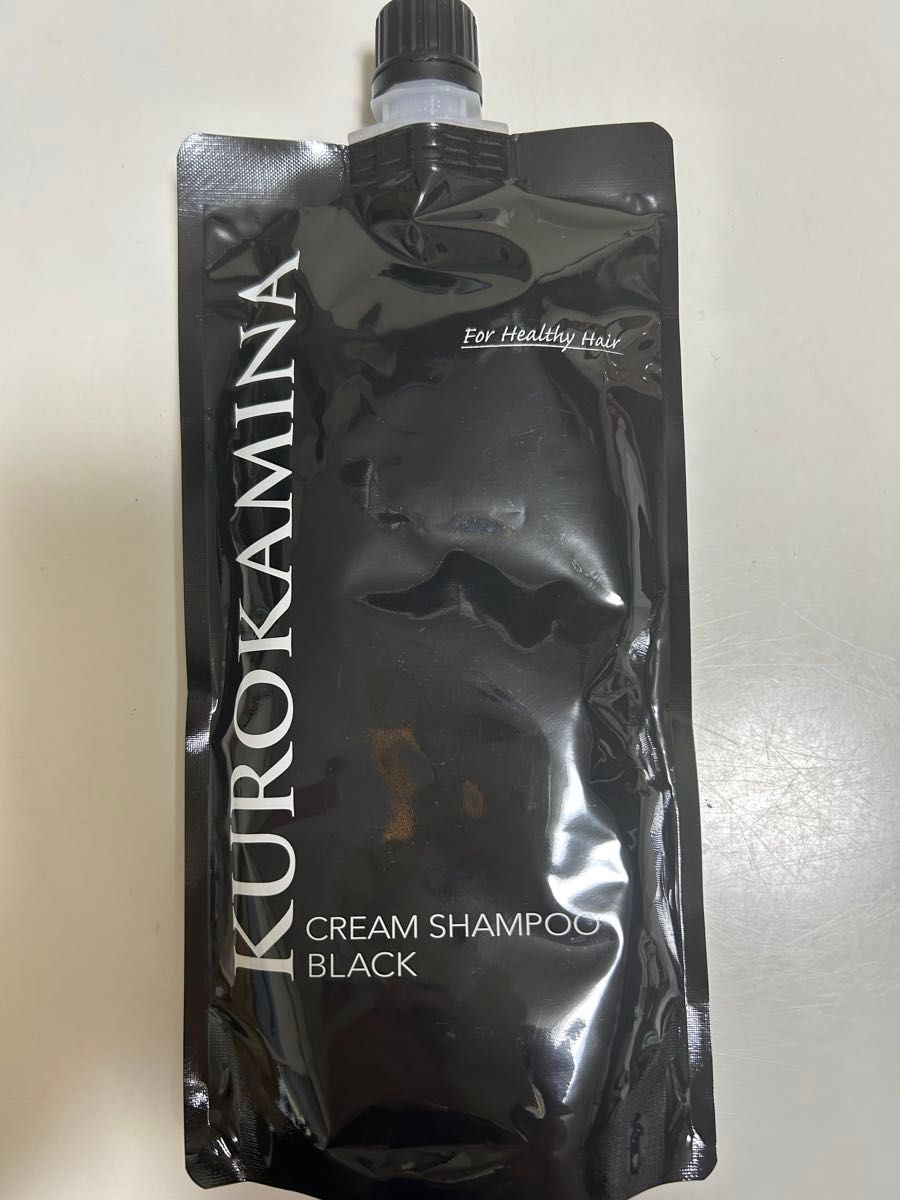 For Healthy Hair
KUROKAMINA
CREAM SHAMPOO
BLACK